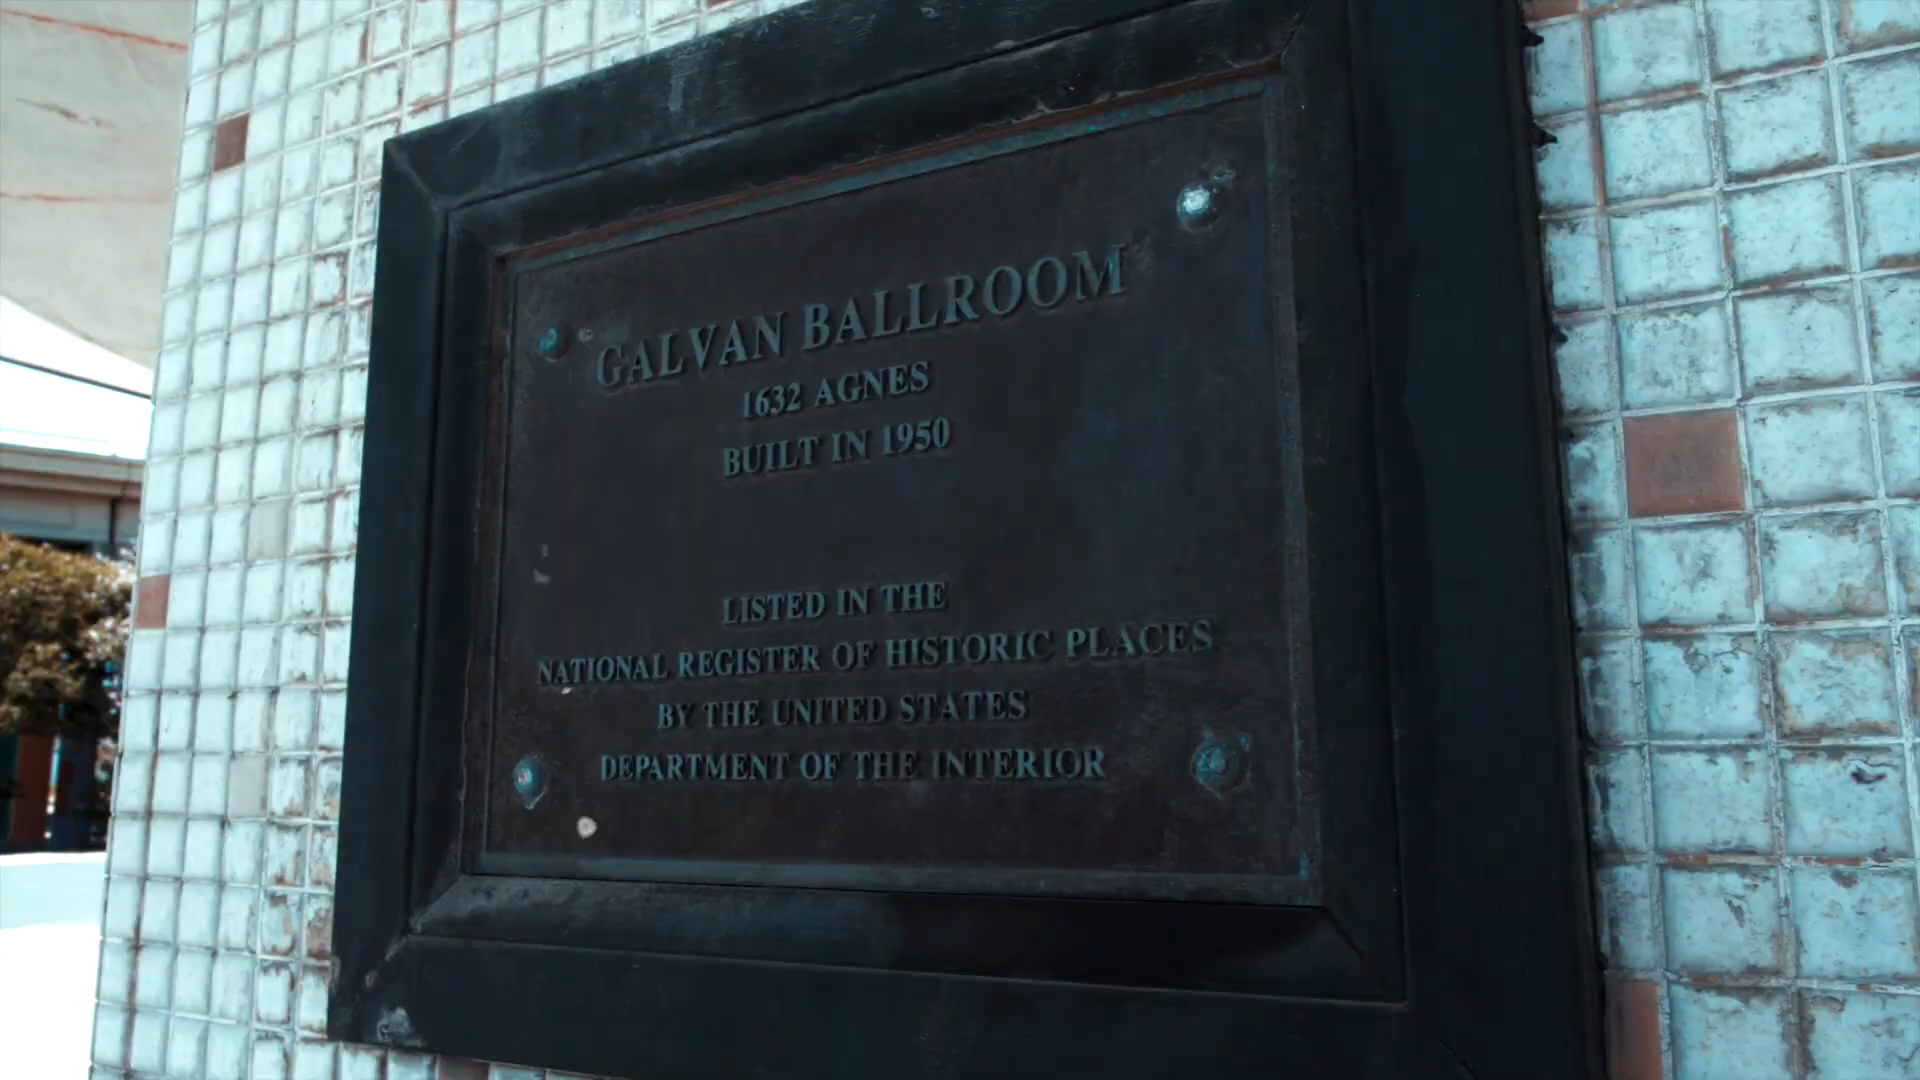 GALVAN BALLROOM
1632 AGNES
BUILT IN 1950
LISTED IN THE
NATIONAL REGISTER OF HISTORIC PLACES
BY THE UNITED STATES
DEPARTMENT OF THE INTERIOR